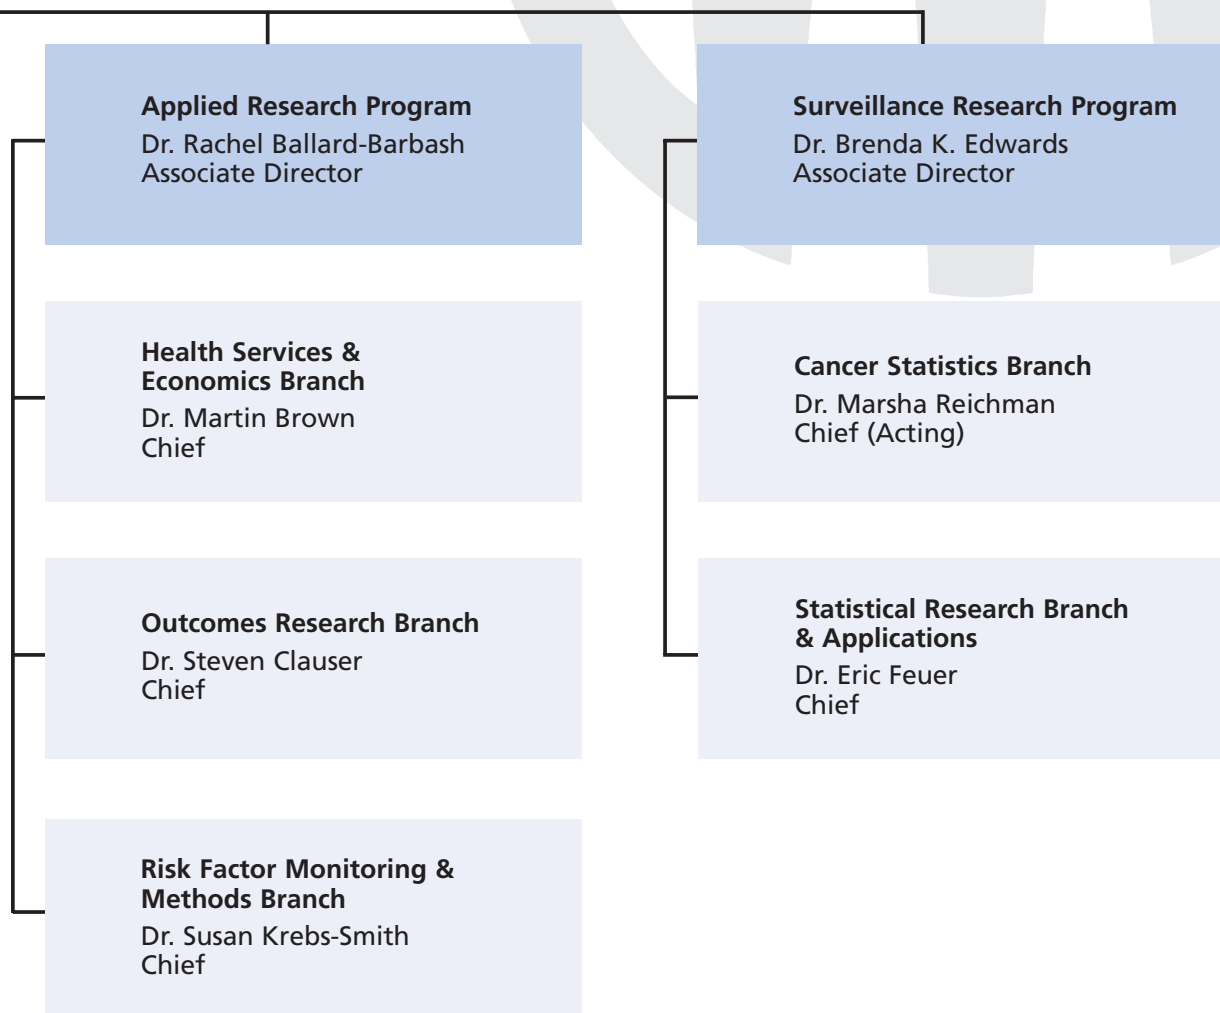 Applied Research Program
Dr. Rachel Ballard-Barbash
Associate Director
Health Services &
Economics Branch
Dr. Martin Brown
Chief
Outcomes Research Branch
Dr. Steven Clauser
Chief
Risk Factor Monitoring &
Methods Branch
Dr. Susan Krebs-Smith
Chief
Surveillance Research Program
Dr. Brenda K. Edwards
Associate Director
Cancer Statistics Branch
Dr. Marsha Reichman
Chief (Acting)
Statistical Research Branch
& Applications
Dr. Eric Feuer
Chief